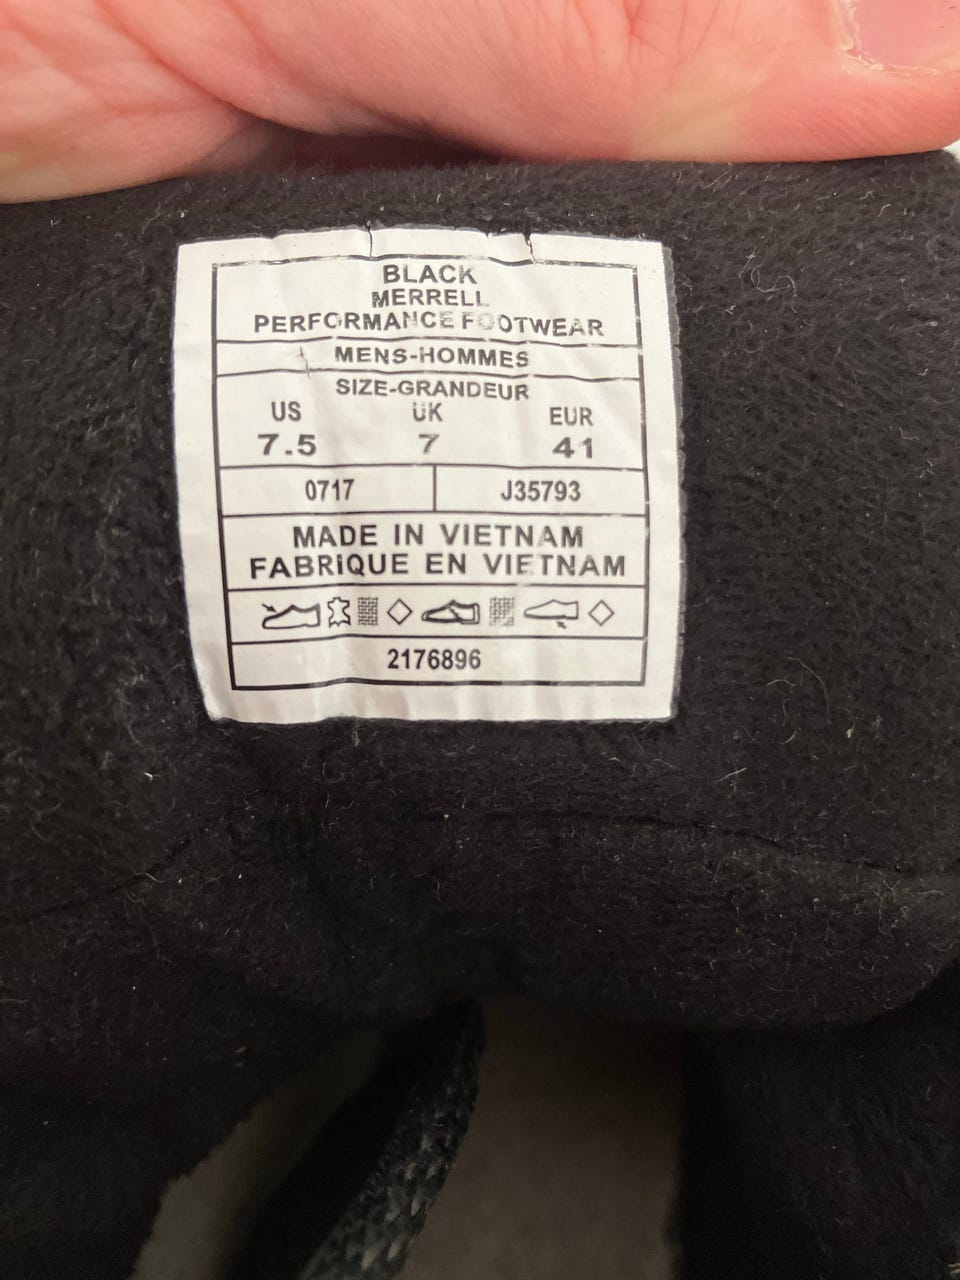 BLACK
MERRELL
PERFORMANCE FOOTWEAR
MENS-HOMMES
SIZE-GRANDEUR
US UK EUR
7.5 7 41
0717 J35793
MADE IN VIETNAM
FABRIQUE EN VIETNAM
2176896